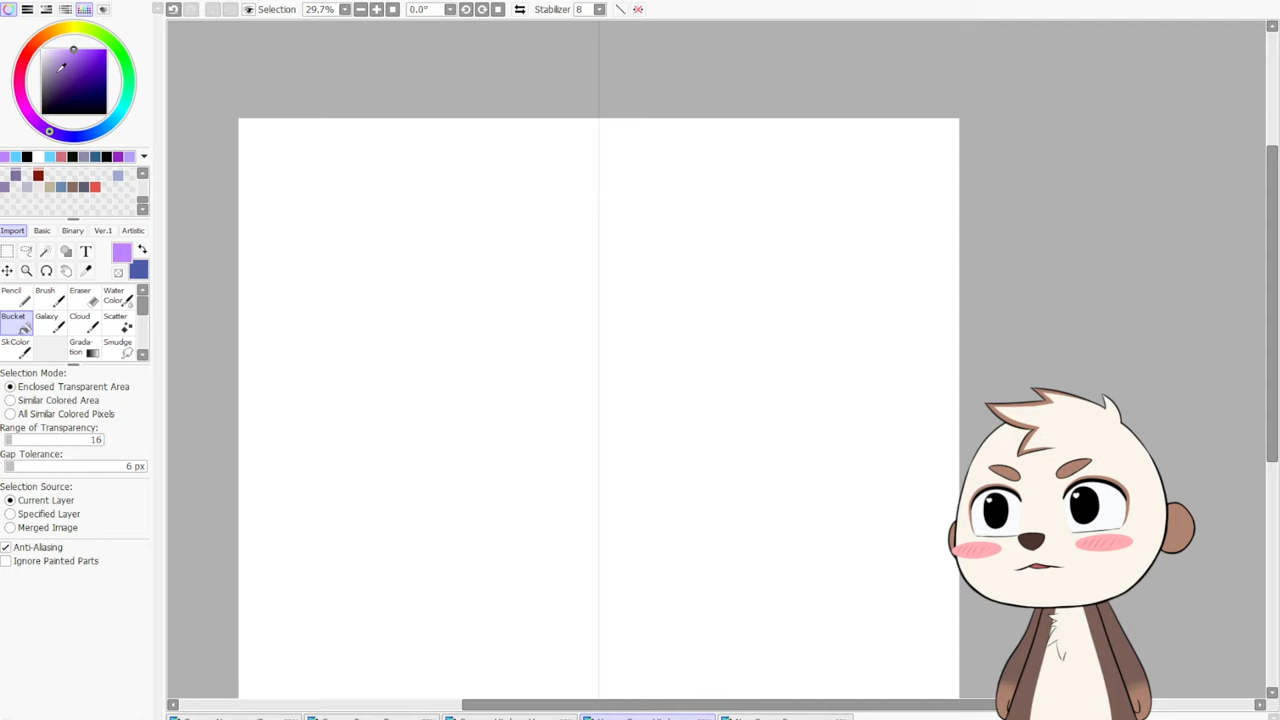 Selection 29.7% 0.0° Stabilizer 8
Import Basic Binary Ver.1 Artistic
T
Pencil Brush Eraser Water Color
Bucket Galaxy Cloud Scatter
SkColor Grada- tion Smudge
Selection Mode:
Enclosed Transparent Area
Similar Colored Area
All Similar Colored Pixels
Range of Transparency:
16
Gap Tolerance:
6 px
Selection Source:
Current Layer
Specified Layer
Merged Image
Anti-Aliasing
Ignore Painted Parts